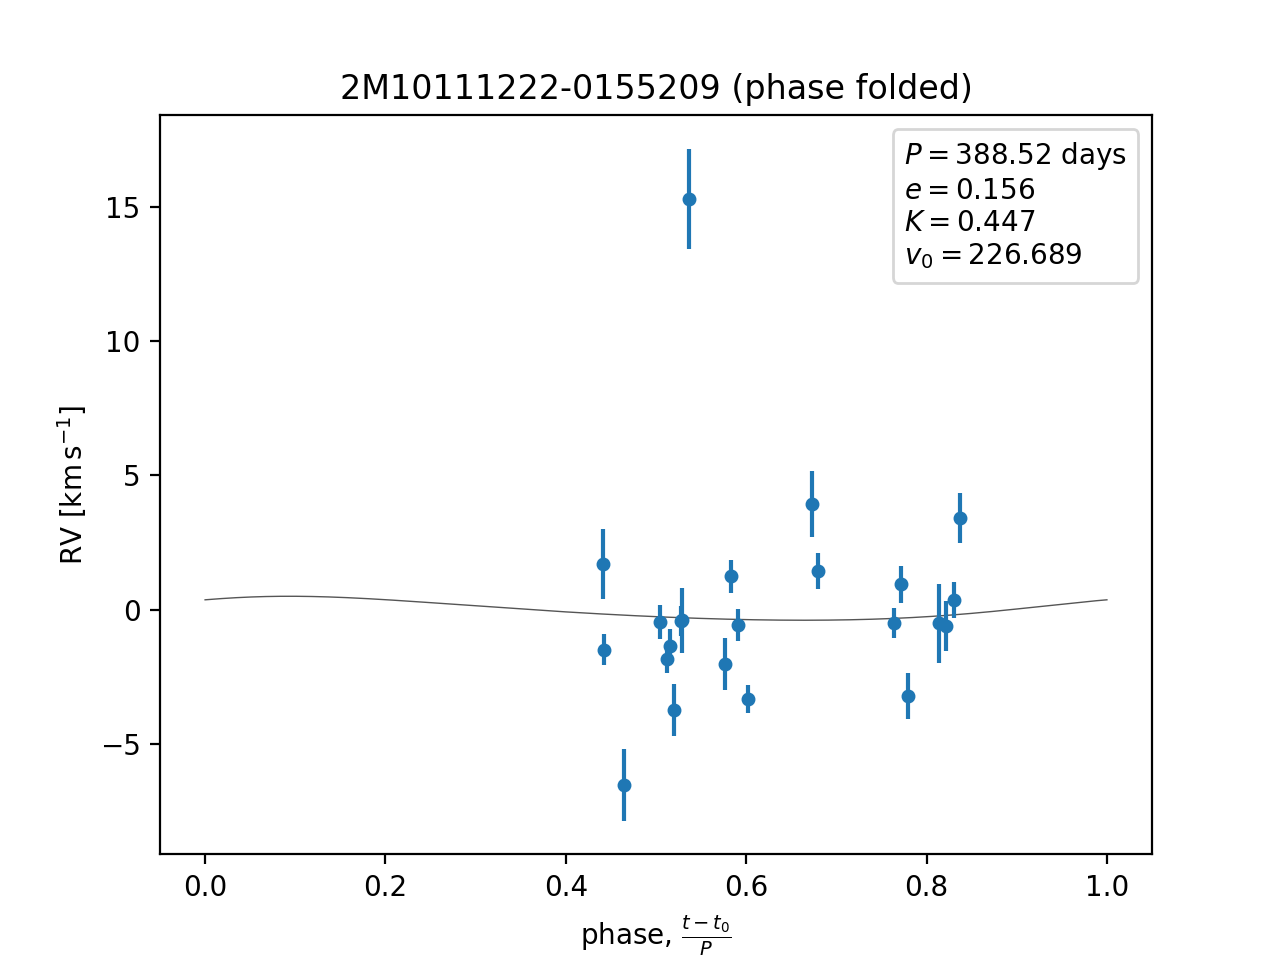 2M10111222-0155209 (phase folded)
P = 388.52 days
e = 0.156
K = 0.447
v₀ = 226.689
15
10
5
0
−5
RV [km s⁻¹]
0.0 0.2 0.4 0.6 0.8 1.0
phase, (t − t₀)/P